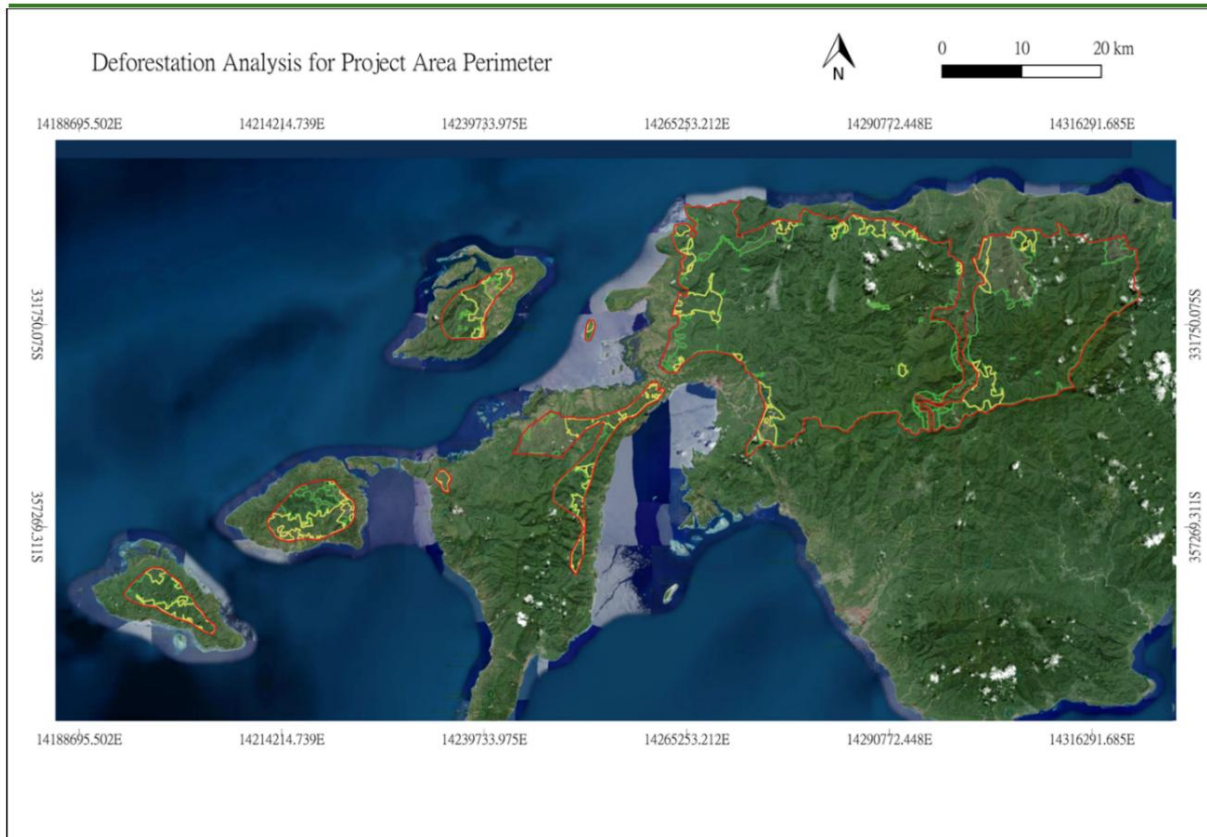 Deforestation Analysis for Project Area Perimeter
N
0 10 20 km
14188695.502E 14214214.739E 14239733.975E 14265253.212E 14290772.448E 14316291.685E
331750.075S 331750.075S
357269.311S 357269.311S
14188695.502E 14214214.739E 14239733.975E 14265253.212E 14290772.448E 14316291.685E